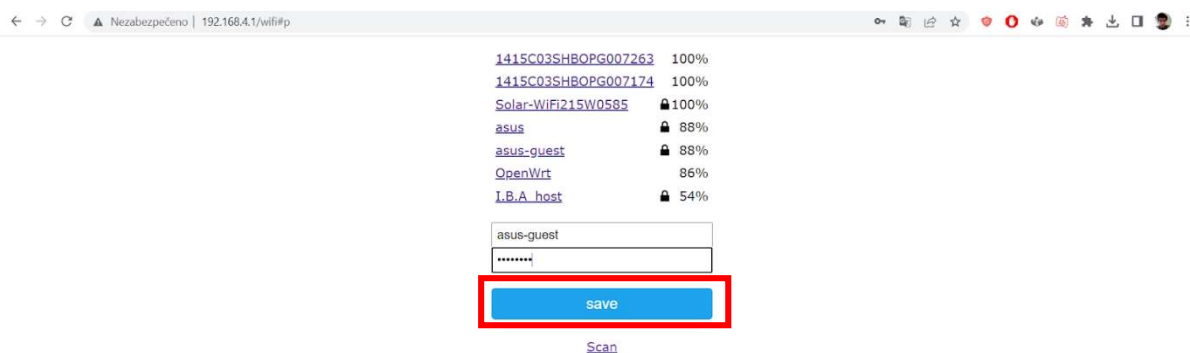 Nezabezpečeno | 192.168.4.1/wifi#p
1415C03SHBOPG007263 100%
1415C03SHBOPG007174 100%
Solar-WiFi215W0585 100%
asus 88%
asus-guest 88%
OpenWrt 86%
I.B.A_host 54%
asus-guest
••••••••
save
Scan